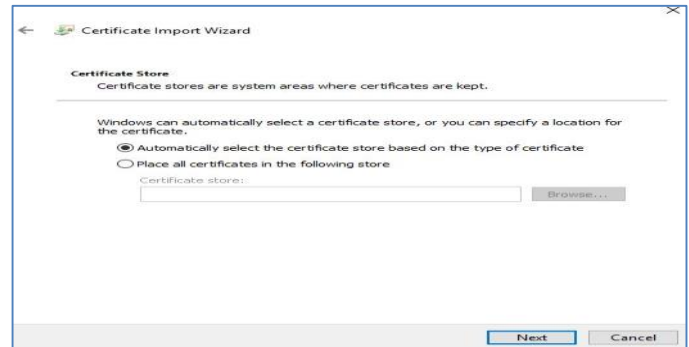 Certificate Import Wizard
Certificate Store
Certificate stores are system areas where certificates are kept.
Windows can automatically select a certificate store, or you can specify a location for
the certificate.
Automatically select the certificate store based on the type of certificate
Place all certificates in the following store
Certificate store:
Browse...
Next Cancel